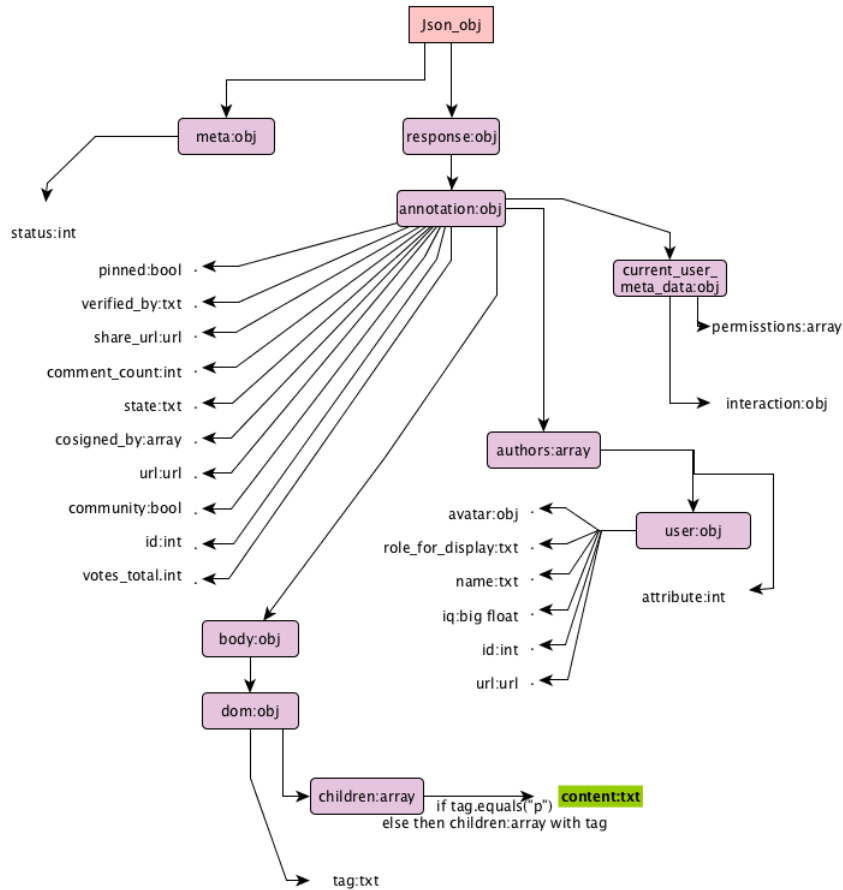 Json_obj
meta:obj
response:obj
annotation:obj
status:int
pinned:bool
verified_by:txt
share_url:url
comment_count:int
state:txt
cosigned_by:array
url:url
community:bool
id:int
votes_total.int
current_user_
meta_data:obj
permisstions:array
interaction:obj
authors:array
user:obj
attribute:int
avatar:obj
role_for_display:txt
name:txt
iq:big float
id:int
url:url
body:obj
dom:obj
children:array
if tag.equals("p")
else then children:array with tag
content:txt
tag:txt